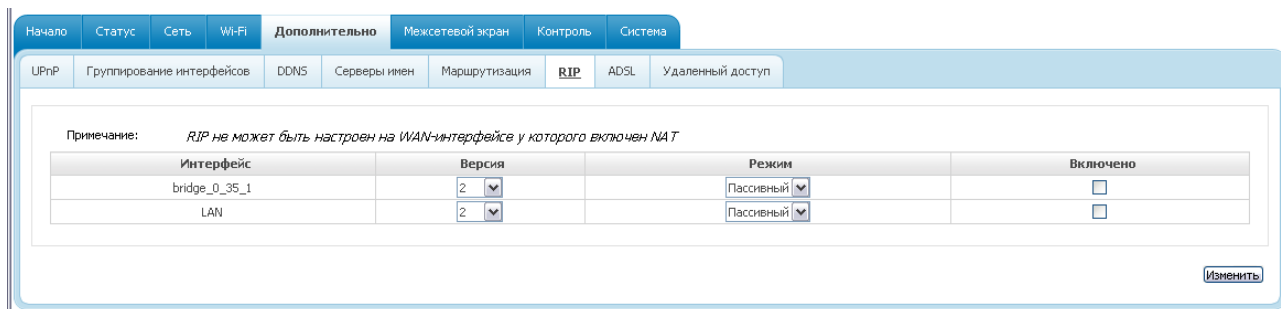 Начало Статус Сеть Wi-Fi Дополнительно Межсетевой экран Контроль Система
UPnP Группирование интерфейсов DDNS Серверы имен Маршрутизация RIP ADSL Удаленный доступ
Примечание: RIP не может быть настроен на WAN-интерфейсе у которого включен NAT
Интерфейс Версия Режим Включено
bridge_0_35_1 2 Пассивный
LAN 2 Пассивный
Изменить